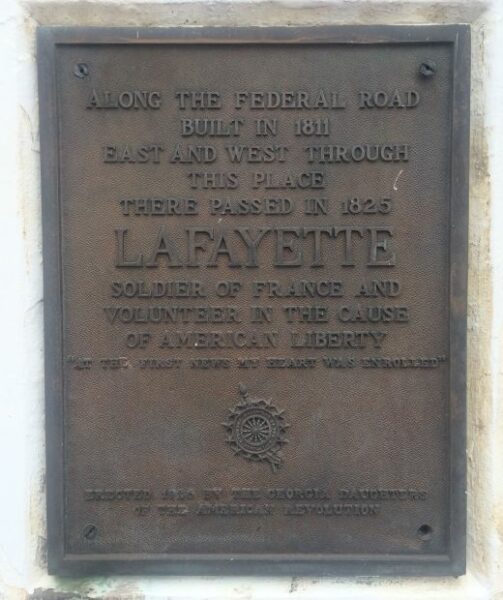 ALONG THE FEDERAL ROAD
BUILT IN 1811
EAST AND WEST THROUGH
THIS PLACE
THERE PASSED IN 1825
LAFAYETTE
SOLDIER OF FRANCE AND
VOLUNTEER IN THE CAUSE
OF AMERICAN LIBERTY
"AT THE FIRST NEWS MY HEART WAS ENROLLED"
ERECTED BY THE GEORGIA DAUGHTERS
OF THE AMERICAN REVOLUTION